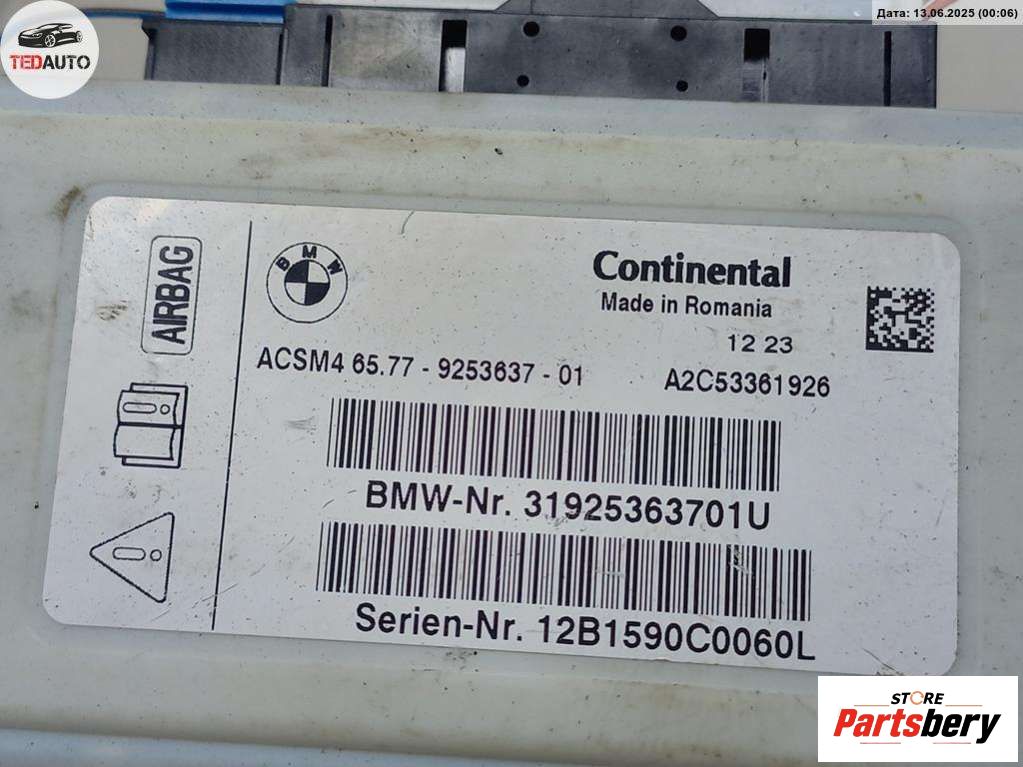 Дата: 13.06.2025 (00:06)
TEDAUTO
AIRBAG
BMW
Continental
Made in Romania
12 23
ACSM4 65.77 - 9253637 - 01
A2C53361926
BMW-Nr. 31925363701U
Serien-Nr. 12B1590C0060L
STORE
Partsbery